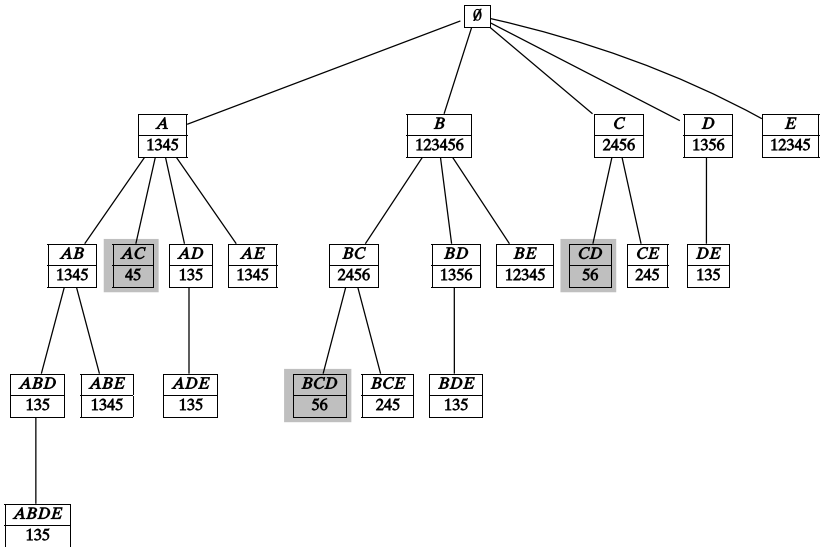 Ø
A B C D E
1345 123456 2456 1356 12345
AB AC AD AE BC BD BE CD CE DE
1345 45 135 1345 2456 1356 12345 56 245 135
ABD ABE ADE BCD BCE BDE
135 1345 135 56 245 135
ABDE
135